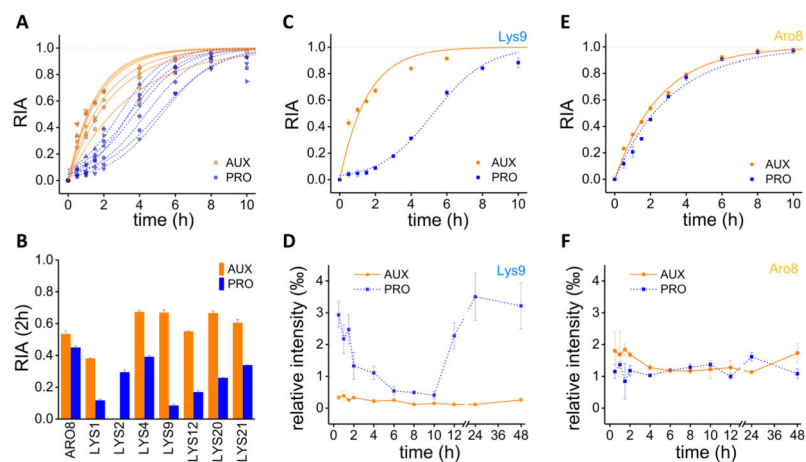 A
RIA
1.0
0.8
0.6
0.4
0.2
0.0
AUX
PRO
0 2 4 6 8 10
time (h)
C
Lys9
RIA
1.0
0.8
0.6
0.4
0.2
0.0
AUX
PRO
0 2 4 6 8 10
time (h)
E
Aro8
RIA
1.0
0.8
0.6
0.4
0.2
0.0
AUX
PRO
0 2 4 6 8 10
time (h)
B
RIA (2h)
0.8
0.6
0.4
0.2
0.0
AUX
PRO
ARO8 LYS1 LYS2 LYS4 LYS9 LYS12 LYS20 LYS21
D
Lys9
relative intensity (‰)
4
3
2
1
0
AUX
PRO
0 2 4 6 8 10 12 24 36 48
time (h)
F
Aro8
relative intensity (‰)
4
3
2
1
0
AUX
PRO
0 2 4 6 8 10 12 24 36 48
time (h)